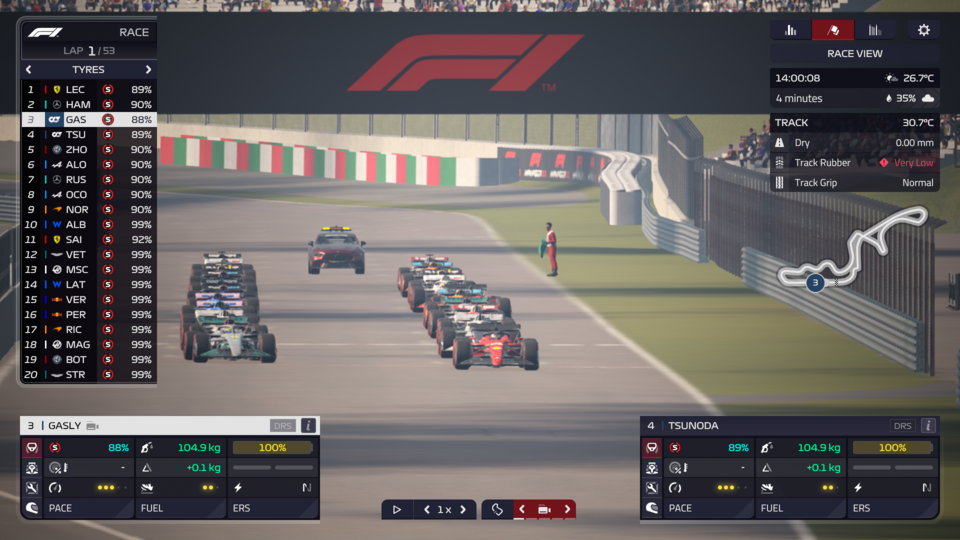 F1 RACE
LAP 1/53
TYRES
1 LEC S 89%
2 HAM S 90%
3 GAS S 88%
4 TSU S 89%
5 ZHO S 90%
6 ALO S 90%
7 RUS S 90%
8 OCO S 90%
9 NOR S 90%
10 ALB S 99%
11 SAI S 92%
12 VET S 99%
13 MSC S 99%
14 LAT S 99%
15 VER S 99%
16 PER S 99%
17 RIC S 99%
18 MAG S 99%
19 BOT S 99%
20 STR S 99%
F1 TM
RACE VIEW
14:00:08 26.7°C
4 minutes 35%
TRACK 30.7°C
Dry 0.00 mm
Track Rubber Very Low
Track Grip Normal
3
3 GASLY DRS i
S 88% 104.9 kg 100%
- +0.1 kg
N
PACE FUEL ERS
1x
4 TSUNODA DRS i
S 89% 104.9 kg 100%
- +0.1 kg
N
PACE FUEL ERS